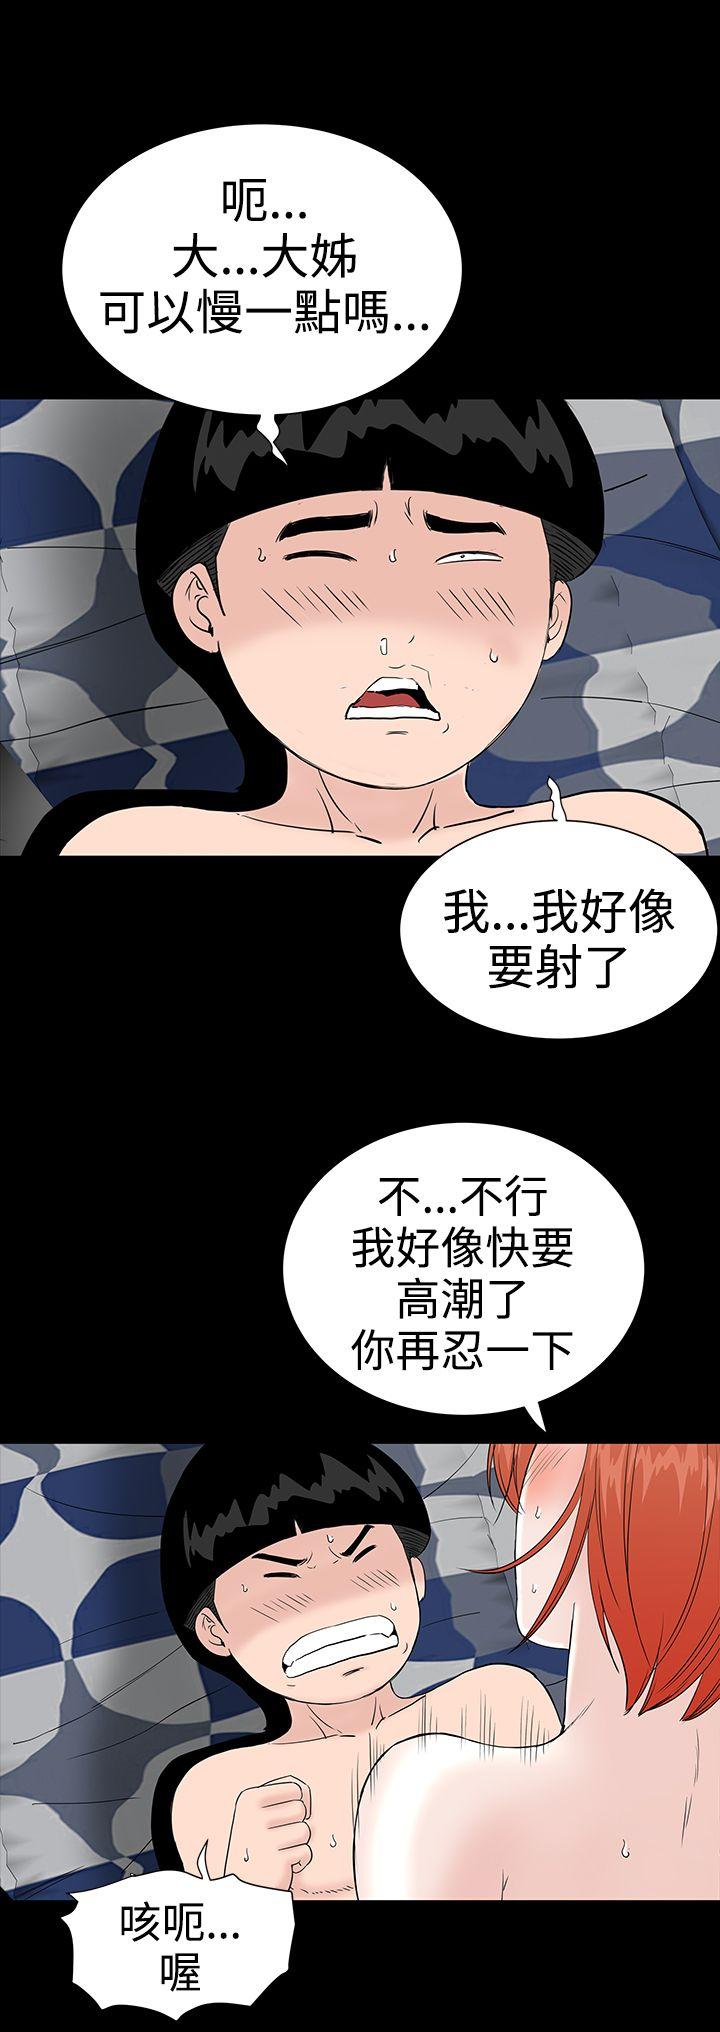 呃...
大...大姊
可以慢一點嗎...
我...我好像
要射了
不...不行
我好像快要
高潮了
你再忍一下
咳呃...
喔